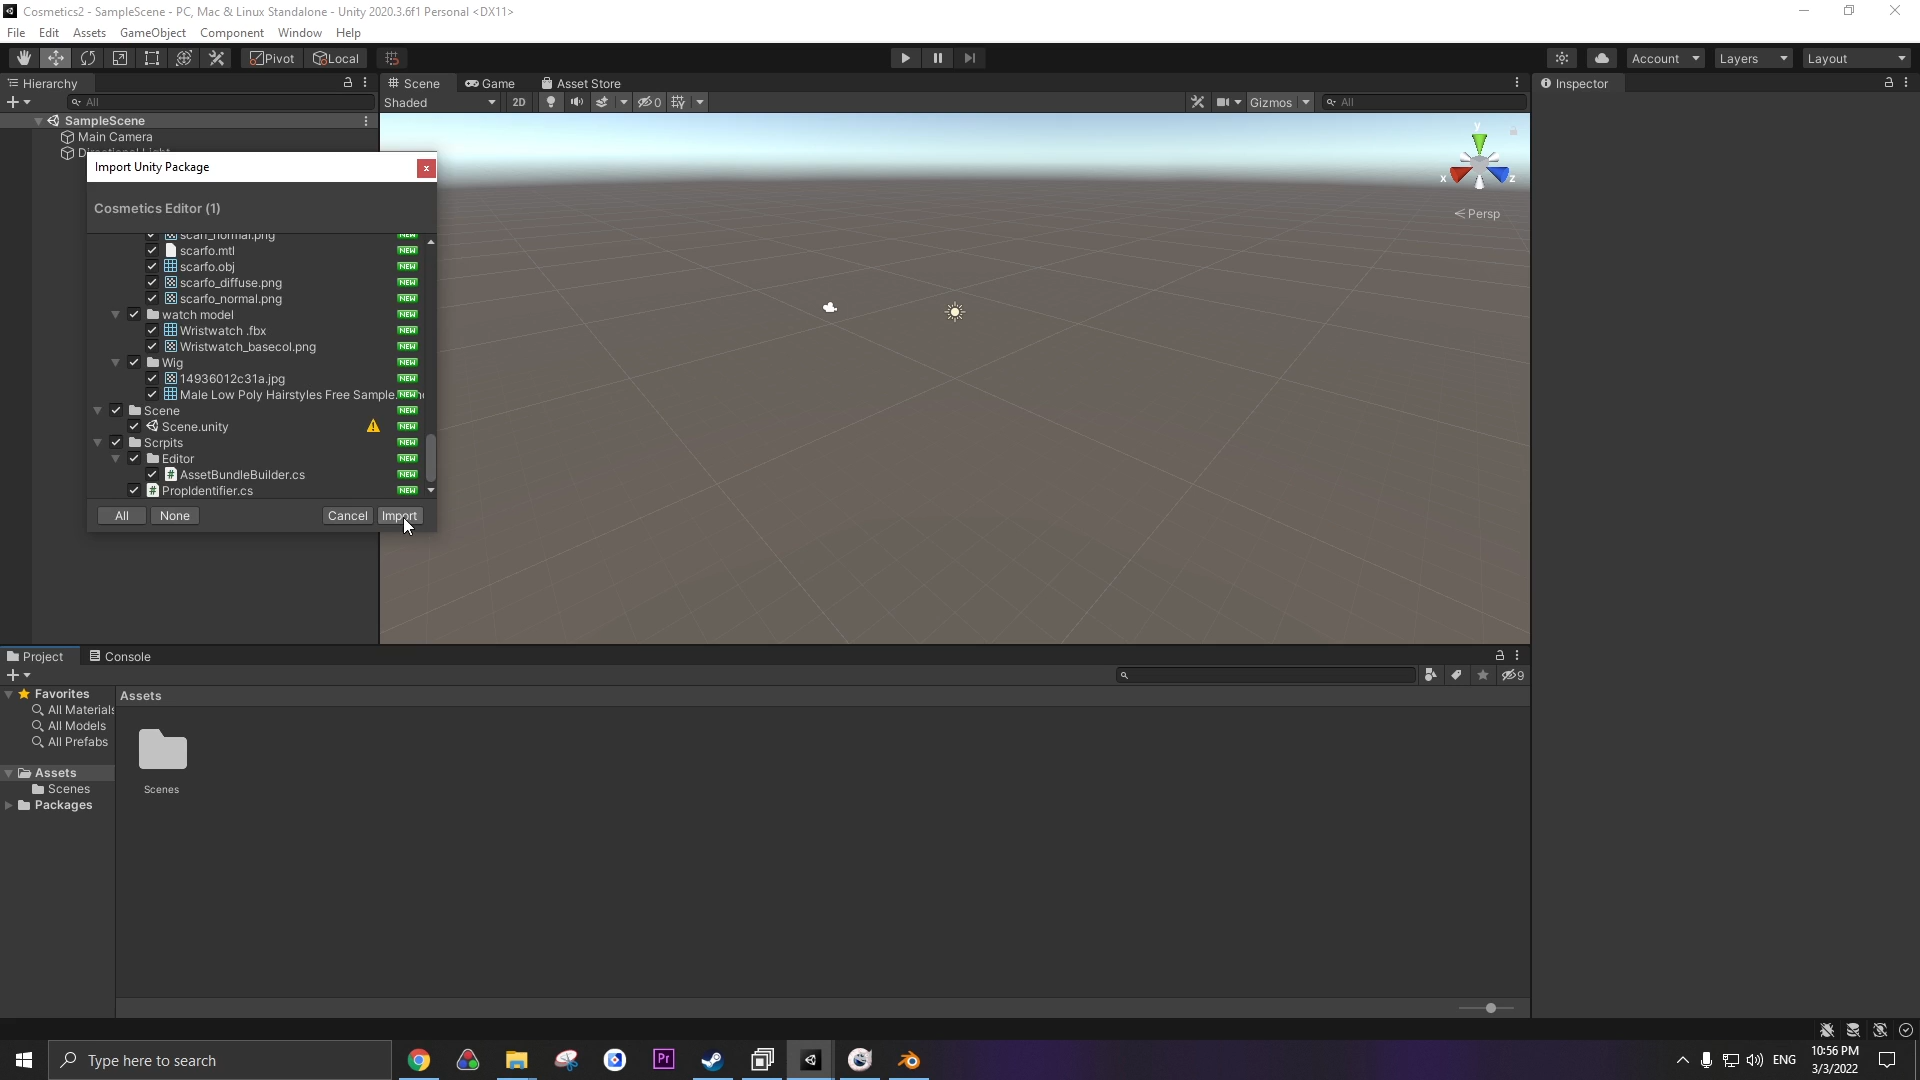 Cosmetics2 - SampleScene - PC, Mac & Linux Standalone - Unity 2020.3.6f1 Personal <DX11>
File Edit Assets GameObject Component Window Help
Pivot Local Account Layers Layout
Hierarchy Scene Game Asset Store Inspector
All Shaded 2D 0 Gizmos All
SampleScene
Main Camera
Directional Light
Import Unity Package x
Cosmetics Editor (1)
scarf_normal.png NEW
scarfo.mtl NEW
scarfo.obj NEW
scarfo_diffuse.png NEW
scarfo_normal.png NEW
watch model NEW
Wristwatch .fbx NEW
Wristwatch_basecol.png NEW
Wig NEW
14936012c31a.jpg NEW
Male Low Poly Hairstyles Free Sample. NEW
Scene NEW
Scene.unity NEW
Scrpits NEW
Editor NEW
AssetBundleBuilder.cs NEW
PropIdentifier.cs NEW
All None Cancel Import
y
x z
Persp
Project Console
9
Favorites
All Materials
All Models
All Prefabs
Assets
Scenes
Packages
Assets
Scenes
Type here to search
Pr
ENG
10:56 PM
3/3/2022